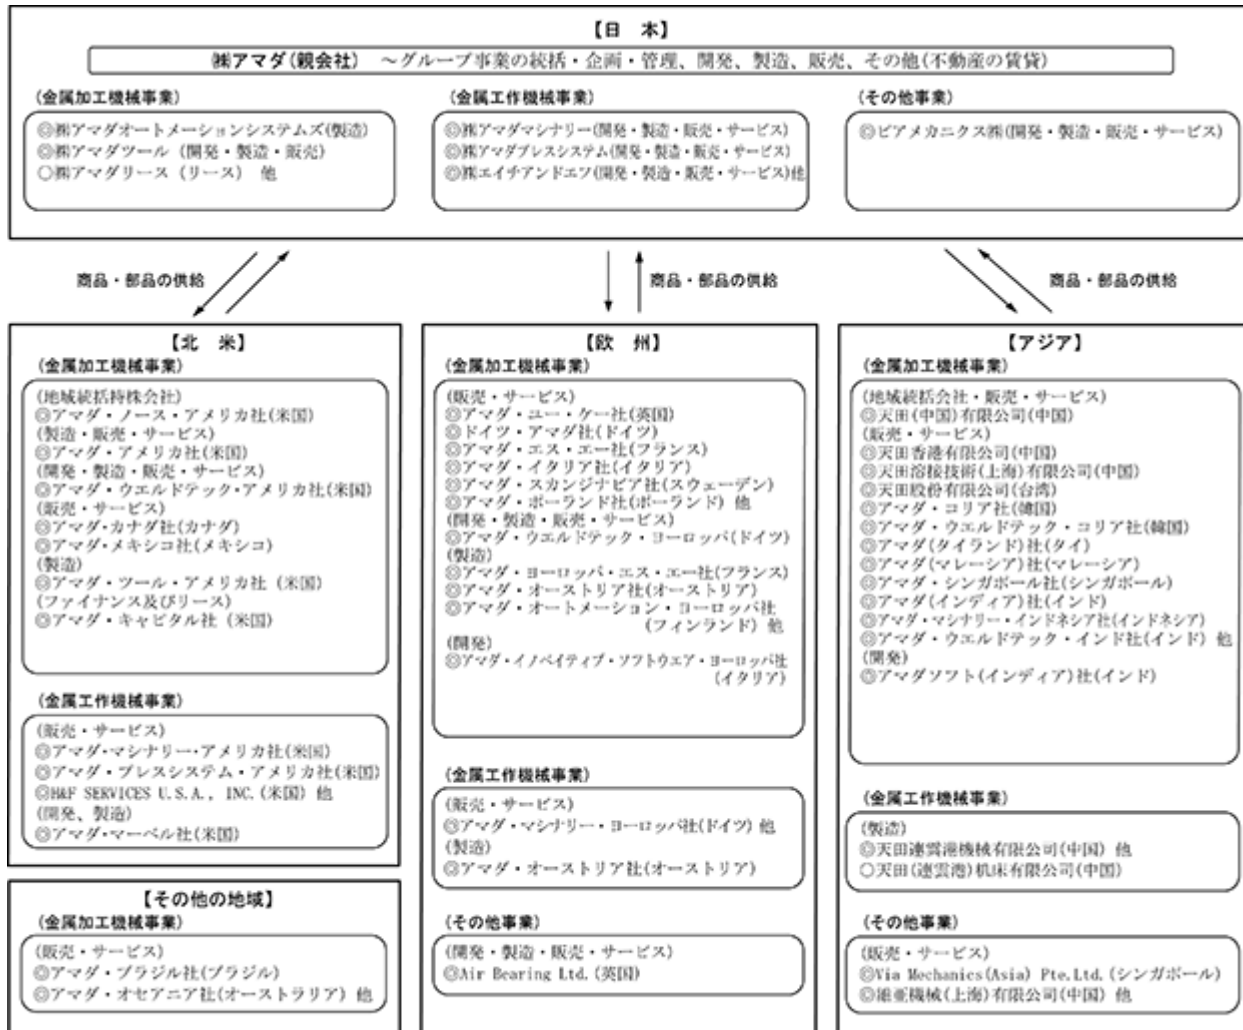 【日　本】
㈱アマダ(親会社)　～グループ事業の統括・企画・管理、開発、製造、販売、その他(不動産の賃貸)
(金属加工機械事業)
◎㈱アマダオートメーションシステムズ(製造)
◎㈱アマダツール (開発・製造・販売)
○㈱アマダリース (リース) 他
(金属工作機械事業)
◎㈱アマダマシナリー(開発・製造・販売・サービス)
◎㈱アマダプレスシステム(開発・製造・販売・サービス)
◎㈱エイチアンドエフ(開発・製造・販売・サービス)他
(その他事業)
◎ビアメカニクス㈱(開発・製造・販売・サービス)
商品・部品の供給
商品・部品の供給
商品・部品の供給
【北　米】
(金属加工機械事業)
(地域統括持株会社)
◎アマダ・ノース・アメリカ社(米国)
(製造・販売・サービス)
◎アマダ・アメリカ社(米国)
(開発・製造・販売・サービス)
◎アマダ・ウエルドテック・アメリカ社(米国)
(販売・サービス)
◎アマダ・カナダ社(カナダ)
◎アマダ・メキシコ社(メキシコ)
(製造)
◎アマダ・ツール・アメリカ社 (米国)
(ファイナンス及びリース)
◎アマダ・キャピタル社 (米国)
(金属工作機械事業)
(販売・サービス)
◎アマダ・マシナリー・アメリカ社(米国)
◎アマダ・プレスシステム・アメリカ社(米国)
◎H&F SERVICES U.S.A., INC.(米国) 他
(開発、製造)
◎アマダ・マーベル社(米国)
【その他の地域】
(金属加工機械事業)
(販売・サービス)
◎アマダ・ブラジル社(ブラジル)
◎アマダ・オセアニア社(オーストラリア) 他
【欧　州】
(金属加工機械事業)
(販売・サービス)
◎アマダ・ユー・ケー社(英国)
◎ドイツ・アマダ社(ドイツ)
◎アマダ・エス・エー社(フランス)
◎アマダ・イタリア社(イタリア)
◎アマダ・スカンジナビア社(スウェーデン)
◎アマダ・ポーランド社(ポーランド) 他
(開発・製造・販売・サービス)
◎アマダ・ウエルドテック・ヨーロッパ(ドイツ)
(製造)
◎アマダ・ヨーロッパ・エス・エー社(フランス)
◎アマダ・オーストリア社(オーストリア)
◎アマダ・オートメーション・ヨーロッパ社
(フィンランド) 他
(開発)
◎アマダ・イノベイティブ・ソフトウエア・ヨーロッパ社
(イタリア)
(金属工作機械事業)
(販売・サービス)
◎アマダ・マシナリー・ヨーロッパ社(ドイツ) 他
(製造)
◎アマダ・オーストリア社(オーストリア)
(その他事業)
(開発・製造・販売・サービス)
◎Air Bearing Ltd.(英国)
【アジア】
(金属加工機械事業)
(地域統括会社・販売・サービス)
◎天田(中国)有限公司(中国)
(販売・サービス)
◎天田香港有限公司(中国)
◎天田溶接技術(上海)有限公司(中国)
◎天田股份有限公司(台湾)
◎アマダ・コリア社(韓国)
◎アマダ・ウエルドテック・コリア社(韓国)
◎アマダ(タイランド)社(タイ)
◎アマダ(マレーシア)社(マレーシア)
◎アマダ・シンガポール社(シンガポール)
◎アマダ(インディア)社(インド)
◎アマダ・マシナリー・インドネシア社(インドネシア)
◎アマダ・ウエルドテック・インド社(インド) 他
(開発)
◎アマダソフト(インディア)社(インド)
(金属工作機械事業)
(製造)
◎天田連雲港機械有限公司(中国) 他
○天田(連雲港)机床有限公司(中国)
(その他事業)
(販売・サービス)
◎Via Mechanics(Asia) Pte.Ltd.(シンガポール)
◎維亜機械(上海)有限公司(中国) 他